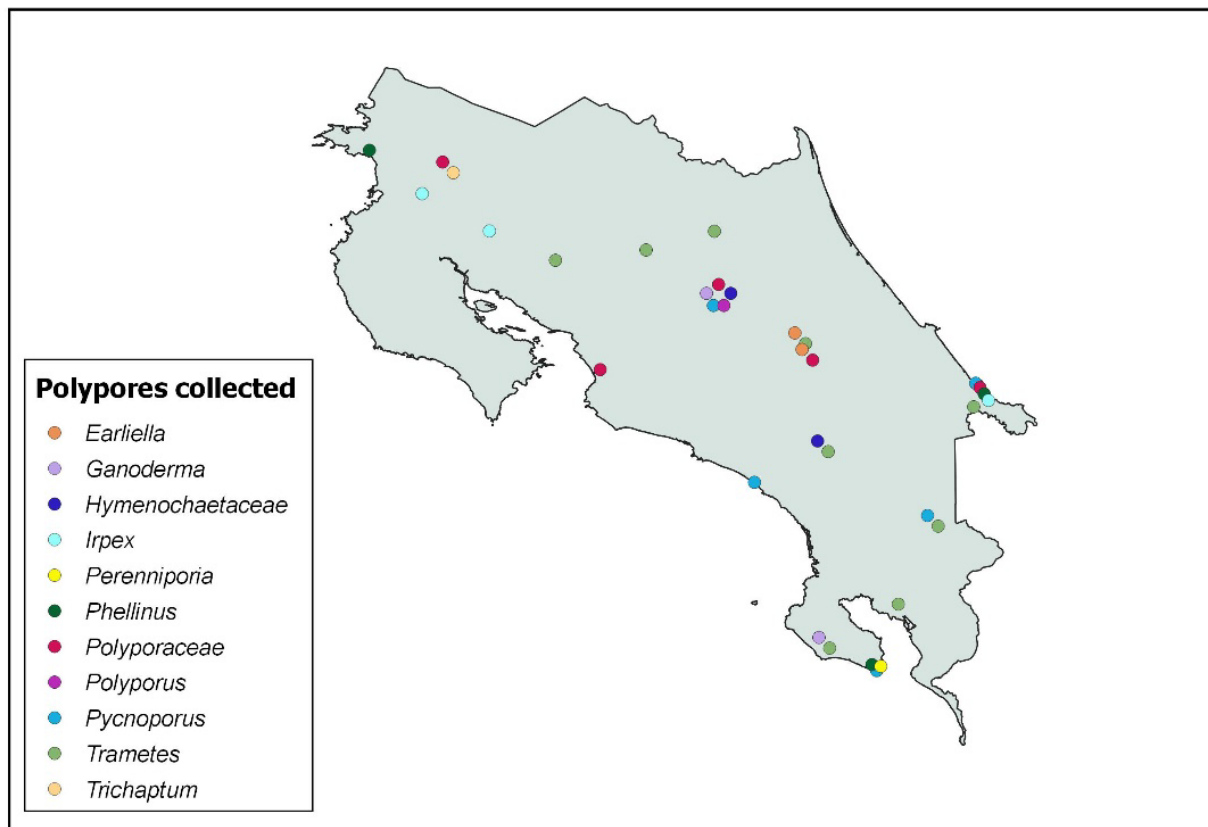 Polypores collected
Earliella
Ganoderma
Hymenochaetaceae
Irpex
Perenniporia
Phellinus
Polyporaceae
Polyporus
Pycnoporus
Trametes
Trichaptum